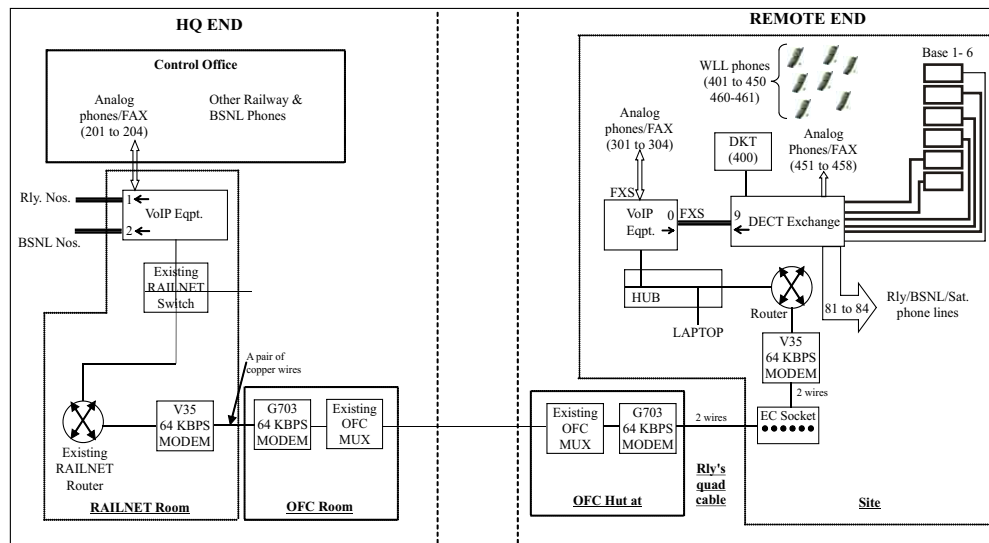 HQ END
REMOTE END
Control Office
Analog
phones/FAX
(201 to 204)
Other Railway &
BSNL Phones
Rly. Nos.
1
VoIP Eqpt.
2
BSNL Nos.
Existing
RAILNET
Switch
A pair of
copper wires
Existing
RAILNET
Router
V35
64 KBPS
MODEM
RAILNET Room
G703
64 KBPS
MODEM
Existing
OFC
MUX
OFC Room
WLL phones
(401 to 450
460-461)
Base 1- 6
Analog
phones/FAX
(301 to 304)
DKT
(400)
Analog
Phones/FAX
(451 to 458)
FXS
VoIP
Eqpt.
0
FXS
9
DECT Exchange
HUB
LAPTOP
Router
81 to 84
Rly/BSNL/Sat.
phone lines
V35
64 KBPS
MODEM
2 wires
EC Socket
Existing
OFC
MUX
G703
64 KBPS
MODEM
2 wires
OFC Hut at
Rly's
quad
cable
Site